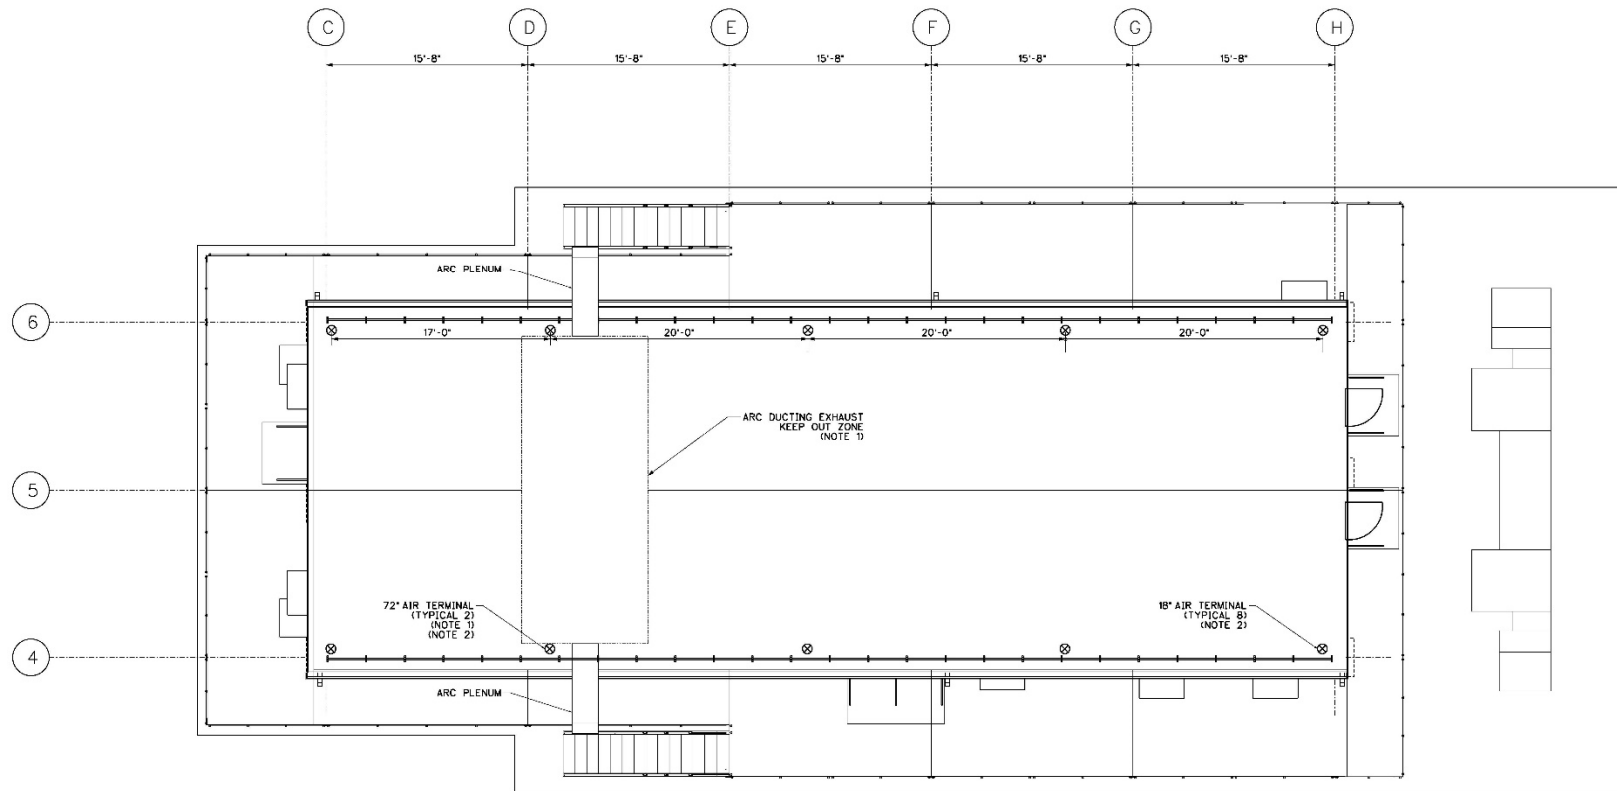 C
D
E
F
G
H
15'-8"
15'-8"
15'-8"
15'-8"
15'-8"
ARC PLENUM
6
17'-0"
20'-0"
20'-0"
20'-0"
ARC DUCTING EXHAUST
KEEP OUT ZONE
(NOTE 1)
5
72" AIR TERMINAL
(TYPICAL 2)
(NOTE 1)
(NOTE 2)
18" AIR TERMINAL
(TYPICAL 8)
(NOTE 2)
4
ARC PLENUM